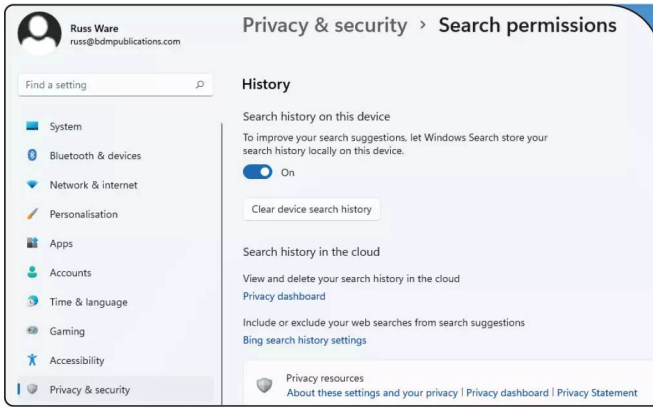 Russ Ware
russ@bdmpublications.com
Find a setting
System
Bluetooth & devices
Network & internet
Personalisation
Apps
Accounts
Time & language
Gaming
Accessibility
Privacy & security
Privacy & security > Search permissions
History
Search history on this device
To improve your search suggestions, let Windows Search store your
search history locally on this device.
On
Clear device search history
Search history in the cloud
View and delete your search history in the cloud
Privacy dashboard
Include or exclude your web searches from search suggestions
Bing search history settings
Privacy resources
About these settings and your privacy | Privacy dashboard | Privacy Statement